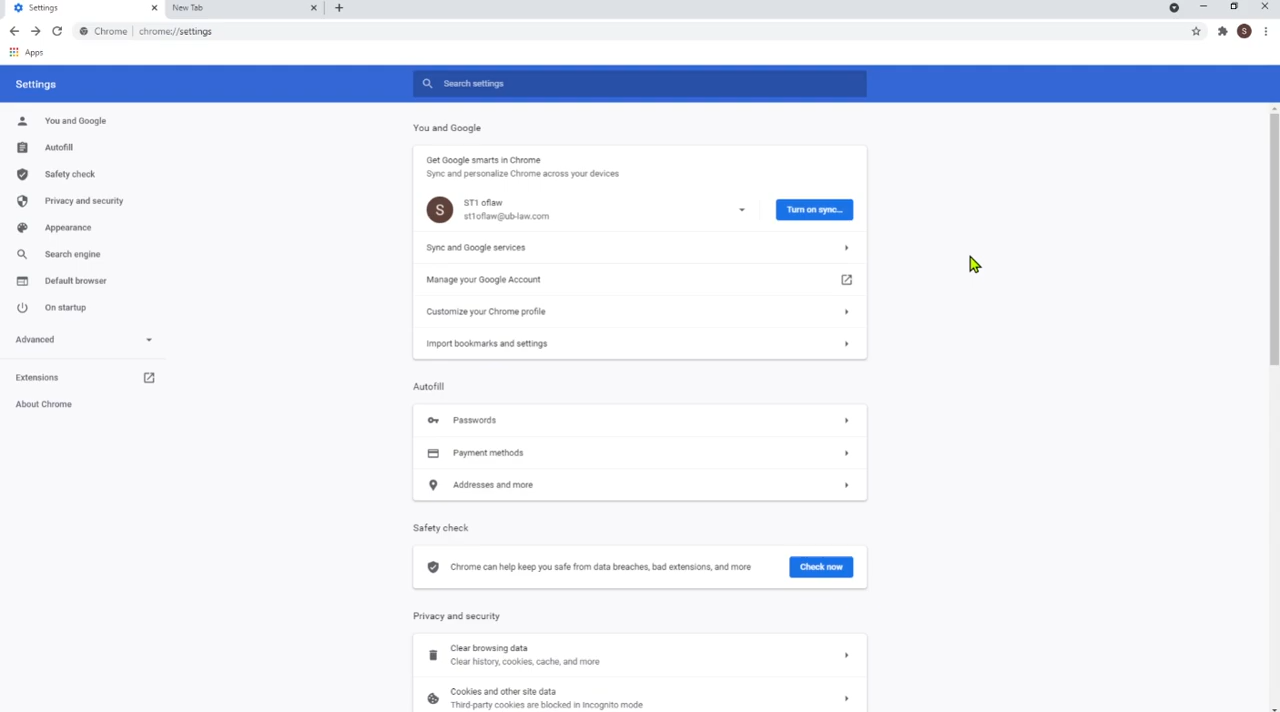 Settings
New Tab
Chrome
chrome://settings
S
Apps
Settings
Search settings
You and Google
Autofill
Safety check
Privacy and security
Appearance
Search engine
Default browser
On startup
Advanced
Extensions
About Chrome
You and Google
Get Google smarts in Chrome
Sync and personalize Chrome across your devices
S
ST1 oflaw
st1oflaw@ub-law.com
Turn on sync...
Sync and Google services
Manage your Google Account
Customize your Chrome profile
Import bookmarks and settings
Autofill
Passwords
Payment methods
Addresses and more
Safety check
Chrome can help keep you safe from data breaches, bad extensions, and more
Check now
Privacy and security
Clear browsing data
Clear history, cookies, cache, and more
Cookies and other site data
Third-party cookies are blocked in Incognito mode